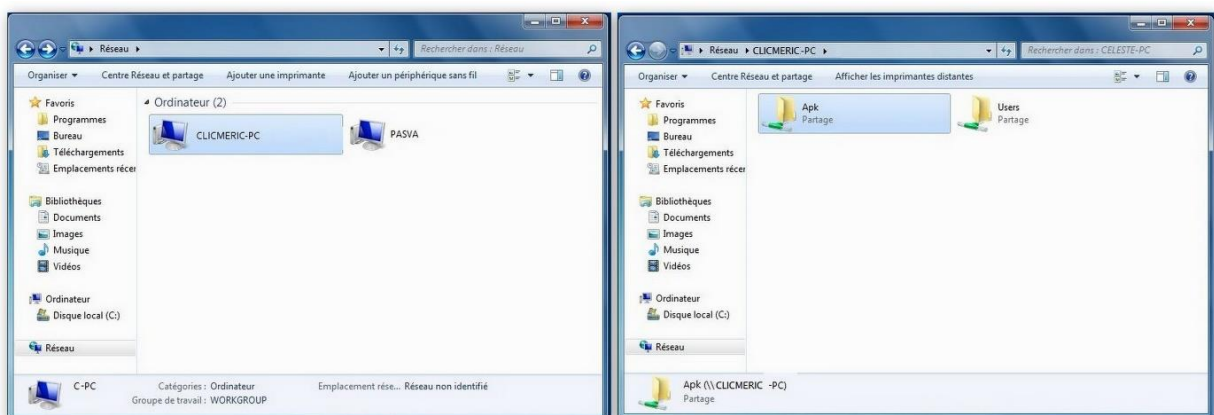 Réseau
Rechercher dans : Réseau
Organiser
Centre Réseau et partage
Ajouter une imprimante
Ajouter un périphérique sans fil
Favoris
Programmes
Bureau
Téléchargements
Emplacements récer
Bibliothèques
Documents
Images
Musique
Vidéos
Ordinateur
Disque local (C:)
Réseau
Ordinateur (2)
CLICMERIC-PC
PASVA
C-PC
Catégories : Ordinateur
Emplacement rése... Réseau non identifié
Groupe de travail : WORKGROUP
Réseau
CLICMERIC-PC
Rechercher dans : CELESTE-PC
Organiser
Centre Réseau et partage
Afficher les imprimantes distantes
Favoris
Programmes
Bureau
Téléchargements
Emplacements récer
Bibliothèques
Documents
Images
Musique
Vidéos
Ordinateur
Disque local (C:)
Réseau
Apk
Partage
Users
Partage
Apk (\\CLICMERIC -PC)
Partage